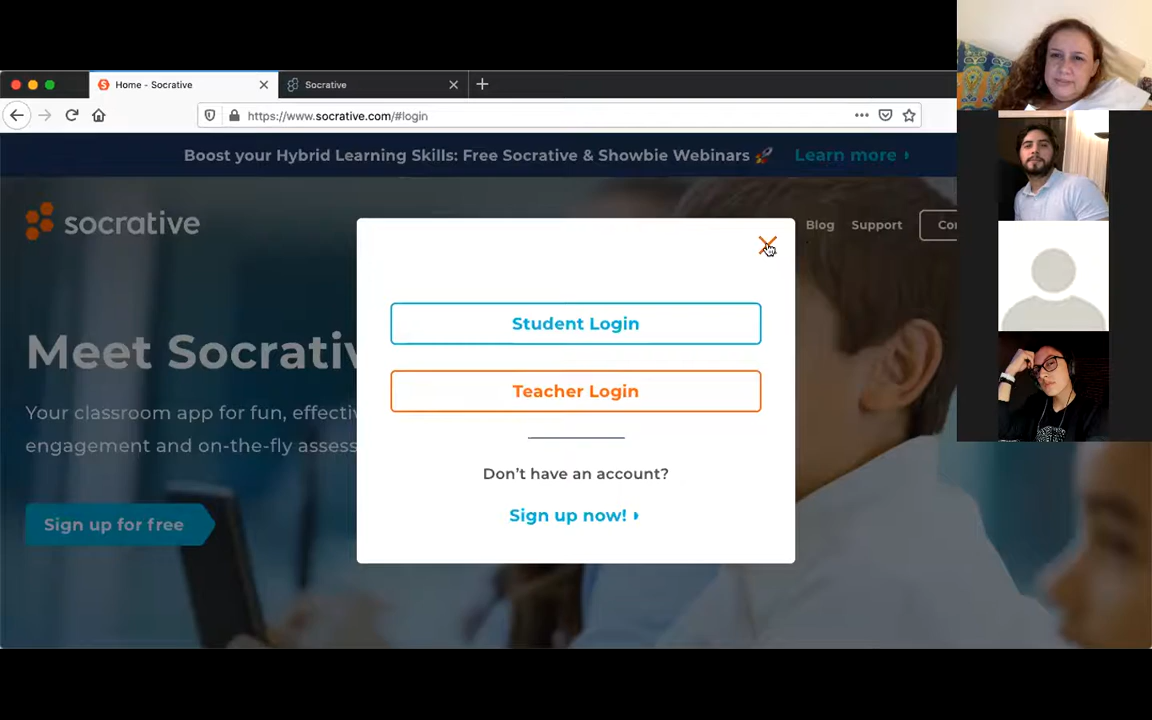 Home - Socrative
Socrative
https://www.socrative.com/#login
Boost your Hybrid Learning Skills: Free Socrative & Showbie Webinars 🚀 Learn more
socrative
Blog Support Con
Meet Socrativ
Your classroom app for fun, effecti
engagement and on-the-fly assess
Sign up for free
Student Login
Teacher Login
Don't have an account?
Sign up now!